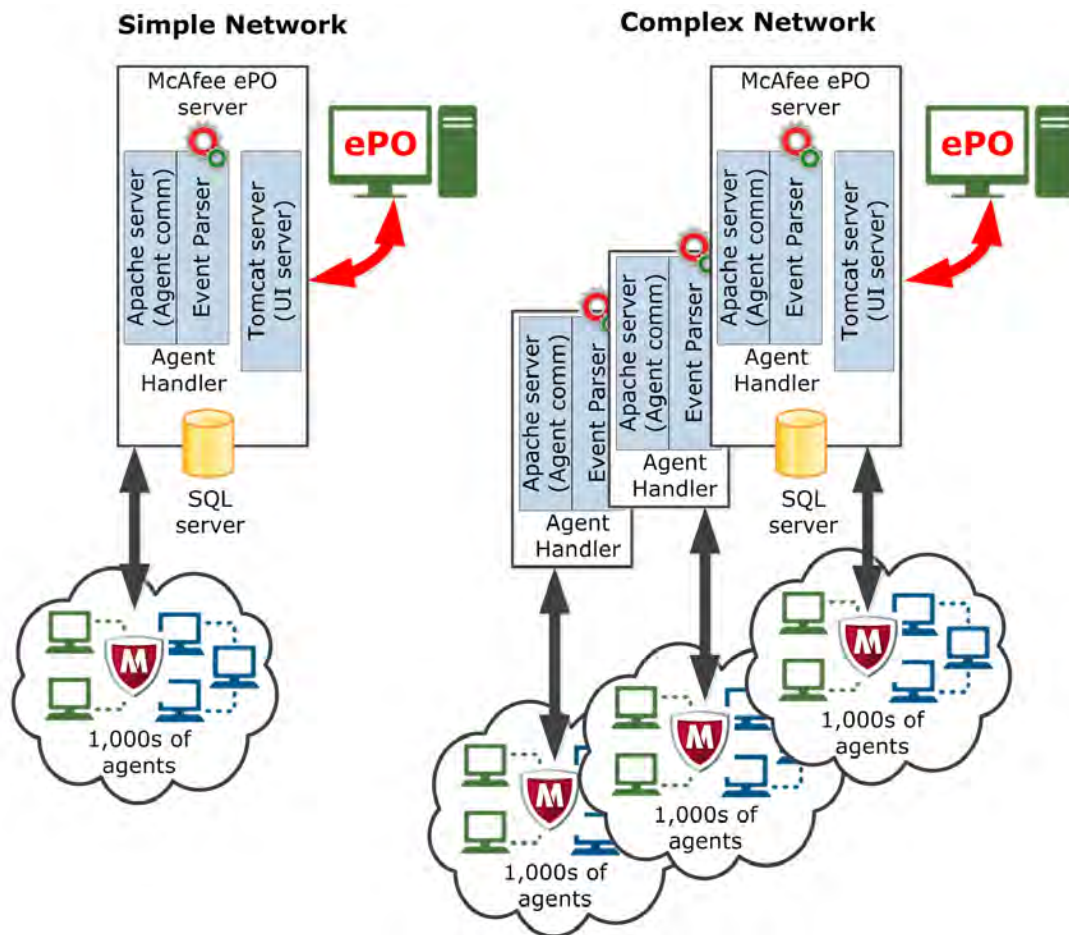 Simple Network
McAfee ePO
server
ePO
Apache server
(Agent comm)
Event Parser
Tomcat server
(UI server)
Agent
Handler
SQL
server
M
1,000s of
agents
Complex Network
McAfee ePO
server
ePO
Apache server
(Agent comm)
Event Parser
Tomcat server
(UI server)
Agent
Handler
SQL
server
Apache server
(Agent comm)
Event Parser
Agent
Handler
Apache server
(Agent comm)
Event Parser
Agent
Handler
M
1,000s of
agents
M
1,000s of
agents
M
1,000s of
agents